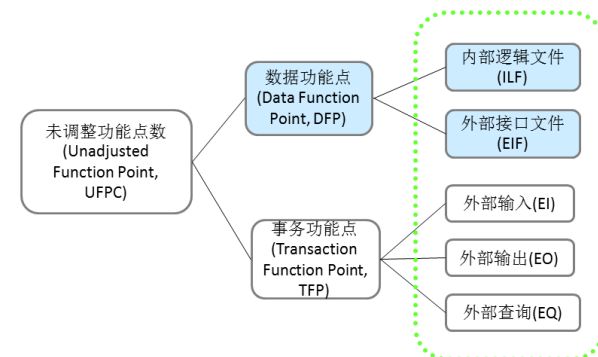 未调整功能点数
(Unadjusted
Function Point,
UFPC)
数据功能点
(Data Function
Point, DFP)
内部逻辑文件
(ILF)
外部接口文件
(EIF)
事务功能点
(Transaction
Function Point,
TFP)
外部输入(EI)
外部输出(EO)
外部查询(EQ)